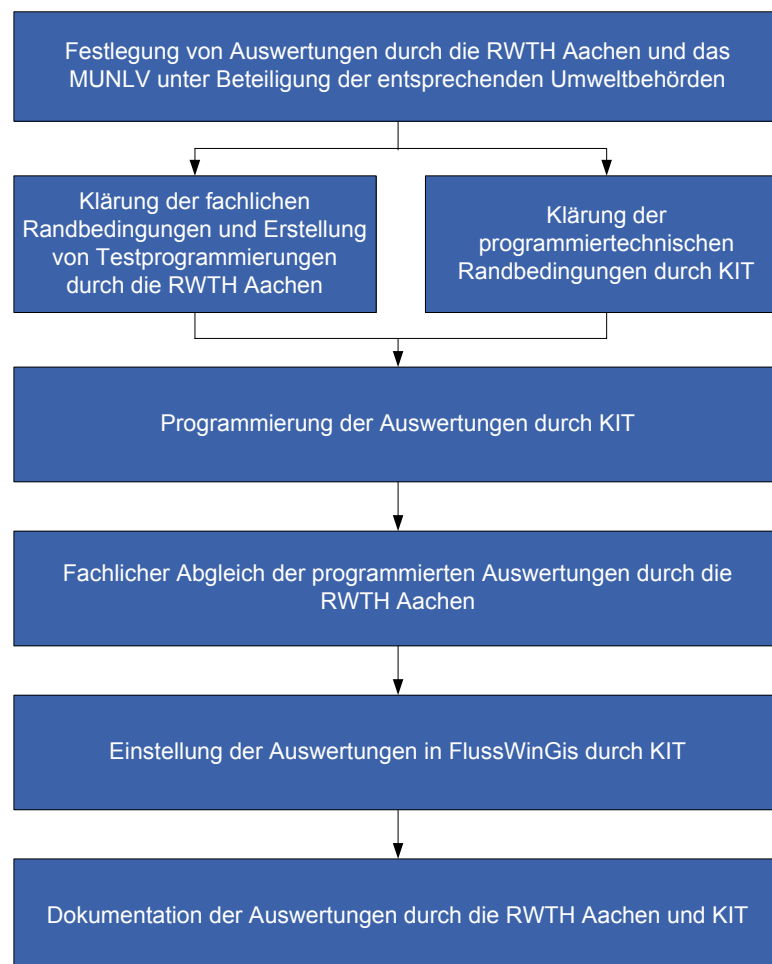 Festlegung von Auswertungen durch die RWTH Aachen und das
MUNLV unter Beteiligung der entsprechenden Umweltbehörden
Klärung der fachlichen
Randbedingungen und Erstellung
von Testprogrammierungen
durch die RWTH Aachen
Klärung der
programmiertechnischen
Randbedingungen durch KIT
Programmierung der Auswertungen durch KIT
Fachlicher Abgleich der programmierten Auswertungen durch die
RWTH Aachen
Einstellung der Auswertungen in FlussWinGis durch KIT
Dokumentation der Auswertungen durch die RWTH Aachen und KIT